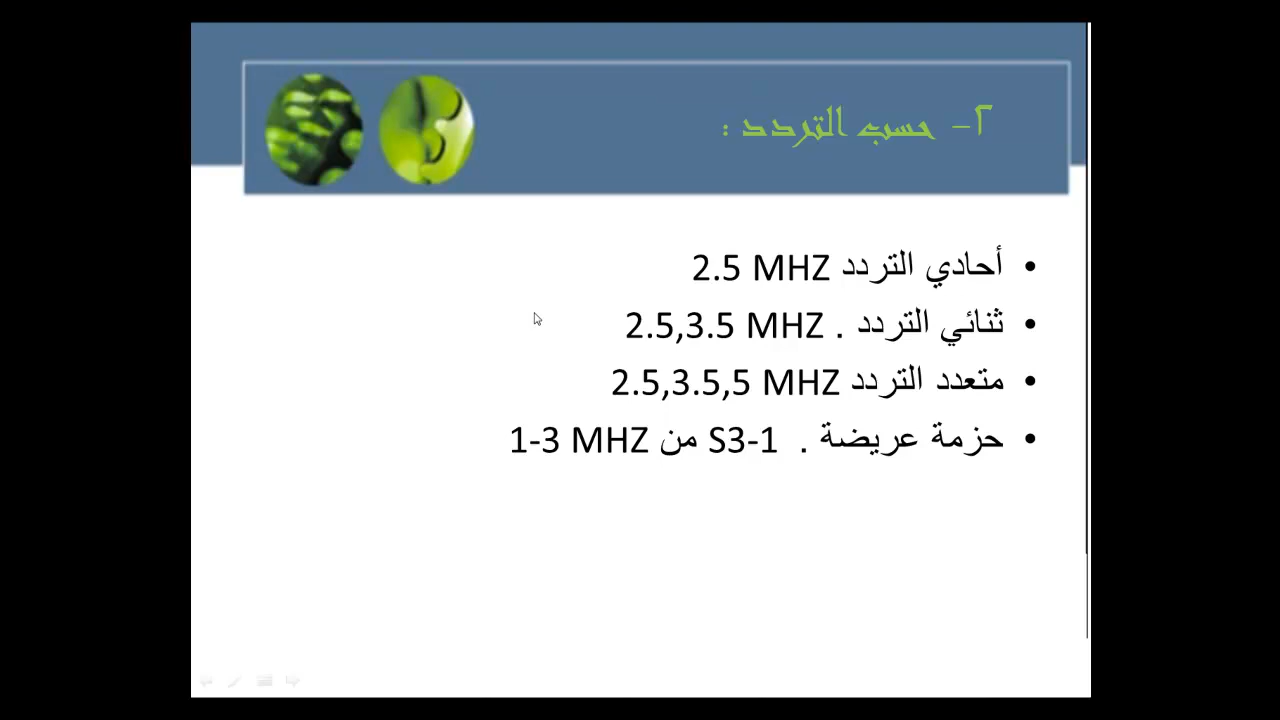 ٢- حسب التردد :
• أحادي التردد 2.5 MHZ
• ثنائي التردد . 2.5,3.5 MHZ
• متعدد التردد 2.5,3.5,5 MHZ
• حزمة عريضة . S3-1 من 1-3 MHZ